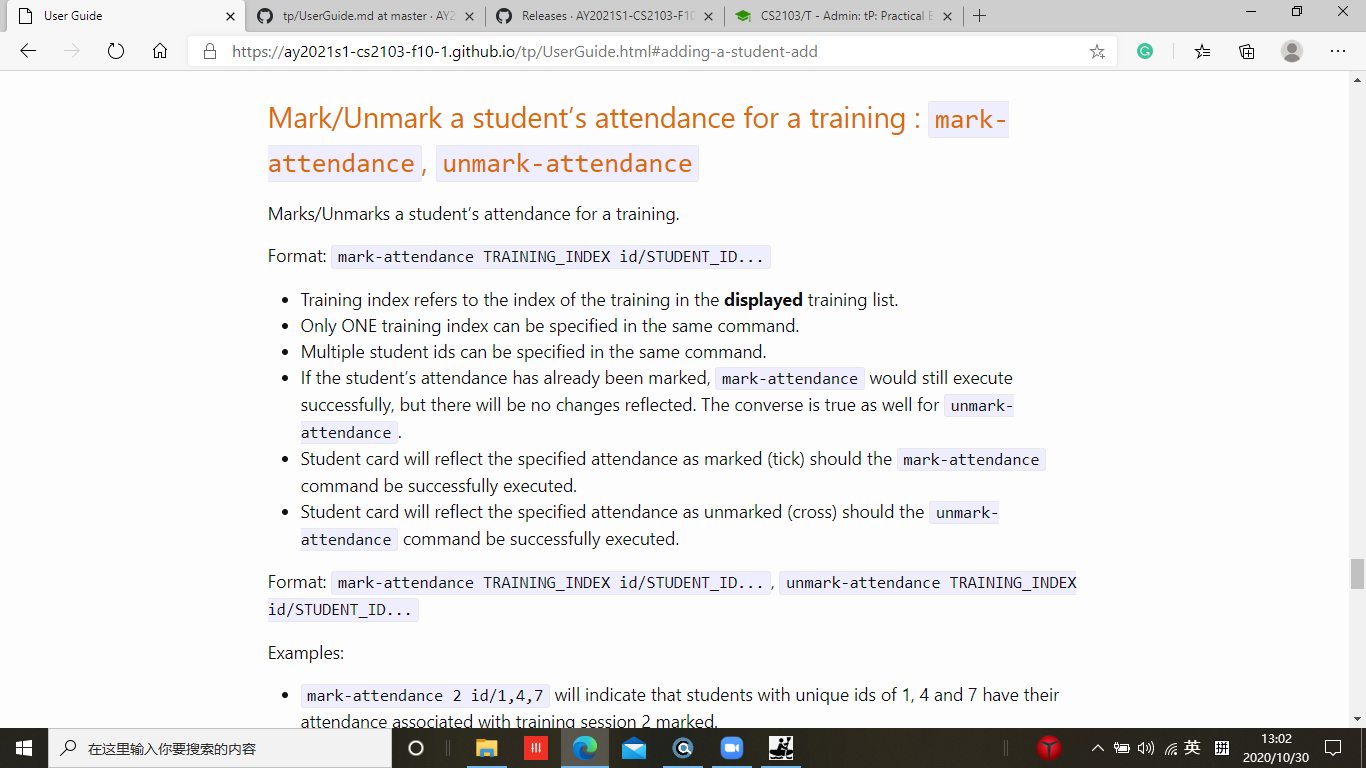 User Guide
tp/UserGuide.md at master · AY2
Releases · AY2021S1-CS2103-F10
CS2103/T - Admin: tP: Practical E
https://ay2021s1-cs2103-f10-1.github.io/tp/UserGuide.html#adding-a-student-add
Mark/Unmark a student’s attendance for a training : mark-
attendance, unmark-attendance
Marks/Unmarks a student’s attendance for a training.
Format: mark-attendance TRAINING_INDEX id/STUDENT_ID...
• Training index refers to the index of the training in the displayed training list.
• Only ONE training index can be specified in the same command.
• Multiple student ids can be specified in the same command.
• If the student’s attendance has already been marked, mark-attendance would still execute
successfully, but there will be no changes reflected. The converse is true as well for unmark-
attendance.
• Student card will reflect the specified attendance as marked (tick) should the mark-attendance
command be successfully executed.
• Student card will reflect the specified attendance as unmarked (cross) should the unmark-
attendance command be successfully executed.
Format: mark-attendance TRAINING_INDEX id/STUDENT_ID..., unmark-attendance TRAINING_INDEX
id/STUDENT_ID...
Examples:
• mark-attendance 2 id/1,4,7 will indicate that students with unique ids of 1, 4 and 7 have their
attendance associated with training session 2 marked.
在这里输入你要搜索的内容
英
拼
13:02
2020/10/30